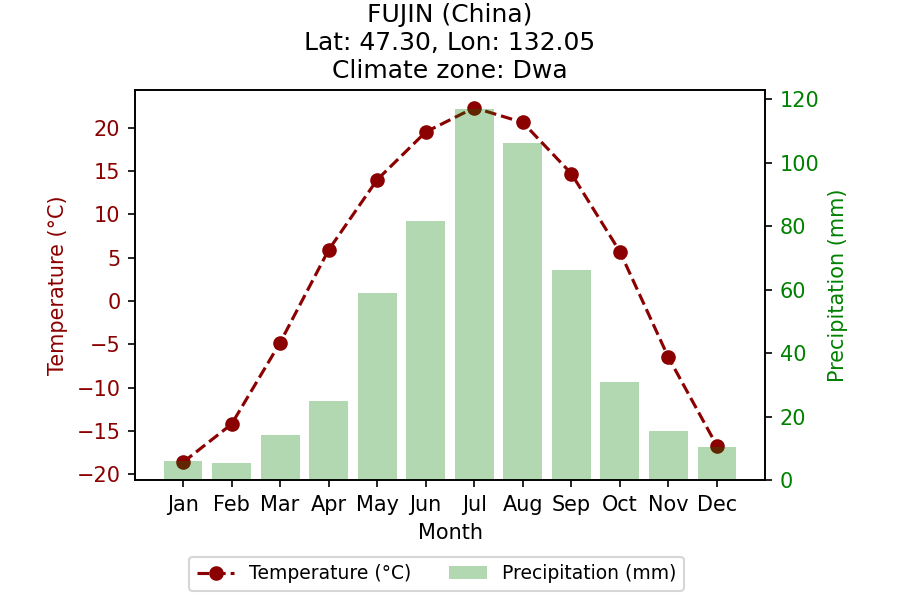 FUJIN (China)
Lat: 47.30, Lon: 132.05
Climate zone: Dwa
Temperature (°C)
20
15
10
5
0
−5
−10
−15
−20
120
100
80
60
40
20
0
Precipitation (mm)
Jan Feb Mar Apr May Jun Jul Aug Sep Oct Nov Dec
Month
Temperature (°C) Precipitation (mm)